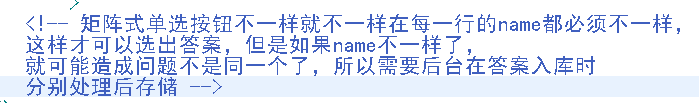 >
<!-- 矩阵式单选按钮不一样就不一样在每一行的name都必须不一样，
这样才可以选出答案，但是如果name不一样了，
就可能造成问题不是同一个了，所以需要后台在答案入库时
分别处理后存储 -->